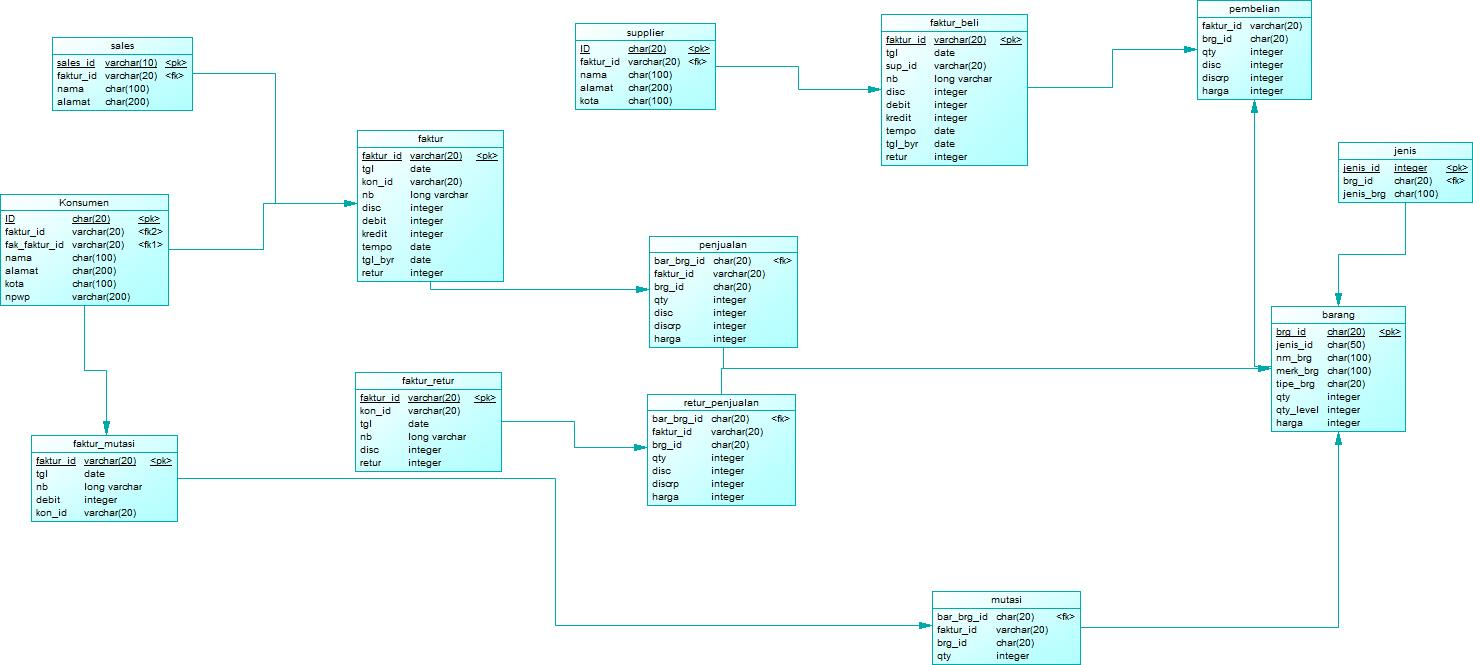 sales
sales_id varchar(10) <pk>
faktur_id varchar(20) <fk>
nama char(100)
alamat char(200)
supplier
ID char(20) <pk>
faktur_id varchar(20) <fk>
nama char(100)
alamat char(200)
kota char(100)
faktur_beli
faktur_id varchar(20) <pk>
tgl date
sup_id varchar(20)
nb long varchar
disc integer
debit integer
kredit integer
tempo date
tgl_byr date
retur integer
pembelian
faktur_id varchar(20)
brg_id char(20)
qty integer
disc integer
discrp integer
harga integer
faktur
faktur_id varchar(20) <pk>
tgl date
kon_id varchar(20)
nb long varchar
disc integer
debit integer
kredit integer
tempo date
tgl_byr date
retur integer
jenis
jenis_id integer <pk>
brg_id char(20) <fk>
jenis_brg char(100)
Konsumen
ID char(20) <pk>
faktur_id varchar(20) <fk2>
fak_faktur_id varchar(20) <fk1>
nama char(100)
alamat char(200)
kota char(100)
npwp varchar(200)
penjualan
bar_brg_id char(20) <fk>
faktur_id varchar(20)
brg_id char(20)
qty integer
disc integer
discrp integer
harga integer
barang
brg_id char(20) <pk>
jenis_id char(50)
nm_brg char(100)
merk_brg char(100)
tipe_brg char(20)
qty integer
qty_level integer
harga integer
faktur_retur
faktur_id varchar(20) <pk>
kon_id varchar(20)
tgl date
nb long varchar
disc integer
retur integer
retur_penjualan
bar_brg_id char(20) <fk>
faktur_id varchar(20)
brg_id char(20)
qty integer
disc integer
discrp integer
harga integer
faktur_mutasi
faktur_id varchar(20) <pk>
tgl date
nb long varchar
debit integer
kon_id varchar(20)
mutasi
bar_brg_id char(20) <fk>
faktur_id varchar(20)
brg_id char(20)
qty integer